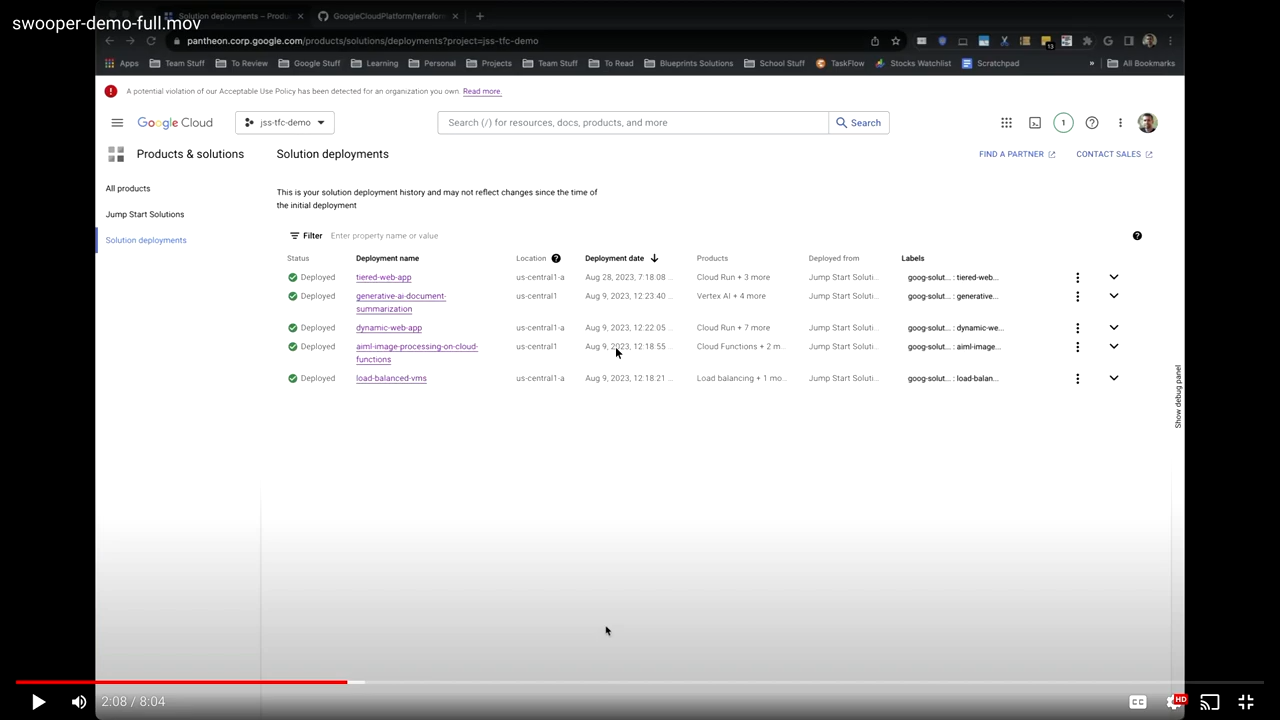 swooper-demo-full.mov
Solution deployments – Produ
GoogleCloudPlatform/terraform
pantheon.corp.google.com/products/solutions/deployments?project=jss-tfc-demo
Apps Team Stuff To Review Google Stuff Learning Personal Projects Team Stuff To Read Blueprints Solutions School Stuff TaskFlow Stocks Watchlist Scratchpad » All Bookmarks
A potential violation of our Acceptable Use Policy has been detected for an organization you own. Read more.
Google Cloud jss-tfc-demo Search (/) for resources, docs, products, and more Search 1
Products & solutions
Solution deployments
FIND A PARTNER
CONTACT SALES
All products
Jump Start Solutions
Solution deployments
This is your solution deployment history and may not reflect changes since the time of
the initial deployment
Filter Enter property name or value
Status Deployment name Location Deployment date Products Deployed from Labels
Deployed tiered-web-app us-central1-a Aug 28, 2023, 7:18:08 ... Cloud Run + 3 more Jump Start Soluti... goog-solut... : tiered-web...
Deployed generative-ai-document-
summarization us-central1 Aug 9, 2023, 12:23:40 ... Vertex AI + 4 more Jump Start Soluti... goog-solut... : generative...
Deployed dynamic-web-app us-central1-a Aug 9, 2023, 12:22:05 ... Cloud Run + 7 more Jump Start Soluti... goog-solut... : dynamic-we...
Deployed aiml-image-processing-on-cloud-
functions us-central1 Aug 9, 2023, 12:18:55 ... Cloud Functions + 2 m... Jump Start Soluti... goog-solut... : aiml-image...
Deployed load-balanced-vms us-central1-a Aug 9, 2023, 12:18:21 ... Load balancing + 1 mo... Jump Start Soluti... goog-solut... : load-balan...
Show debug panel
2:08 / 8:04
CC
HD